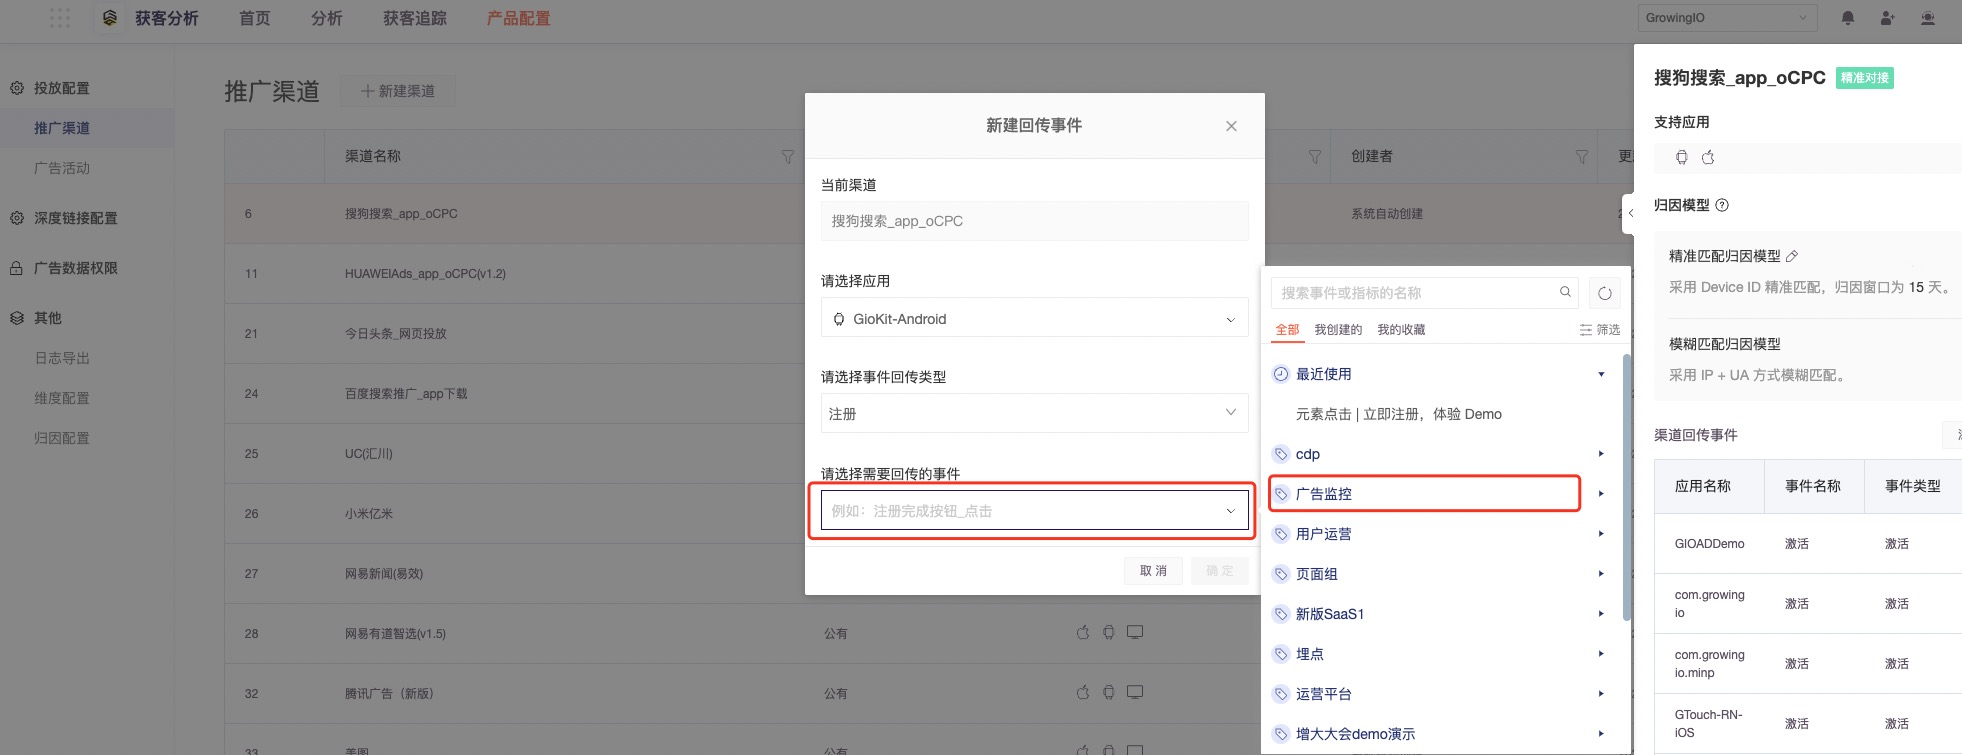 获客分析
首页
分析
获客追踪
产品配置
GrowingIO
投放配置
推广渠道
广告活动
深度链接配置
广告数据权限
其他
日志导出
维度配置
归因配置
推广渠道
新建渠道
渠道名称
创建者
6
搜狗搜索_app_oCPC
系统自动创建
11
HUAWEIAds_app_oCPC(v1.2)
21
今日头条_网页投放
24
百度搜索推广_app下载
25
UC(汇川)
26
小米亿米
27
网易新闻(易效)
28
网易有道智选(v1.5)
公有
32
腾讯广告（新版）
公有
33
美图
公有
新建回传事件
当前渠道
搜狗搜索_app_oCPC
请选择应用
GioKit-Android
请选择事件回传类型
注册
请选择需要回传的事件
例如：注册完成按钮_点击
取 消
确 定
搜索事件或指标的名称
全部
我创建的
我的收藏
筛选
最近使用
元素点击 | 立即注册，体验 Demo
cdp
广告监控
用户运营
页面组
新版SaaS1
埋点
运营平台
增大大会demo演示
搜狗搜索_app_oCPC
精准对接
支持应用
归因模型
精准匹配归因模型
采用 Device ID 精准匹配，归因窗口为 15 天。
模糊匹配归因模型
采用 IP + UA 方式模糊匹配。
渠道回传事件
应用名称
事件名称
事件类型
GIOADDemo
激活
激活
com.growing
io
激活
激活
com.growing
io.minp
激活
激活
GTouch-RN-
iOS
激活
激活